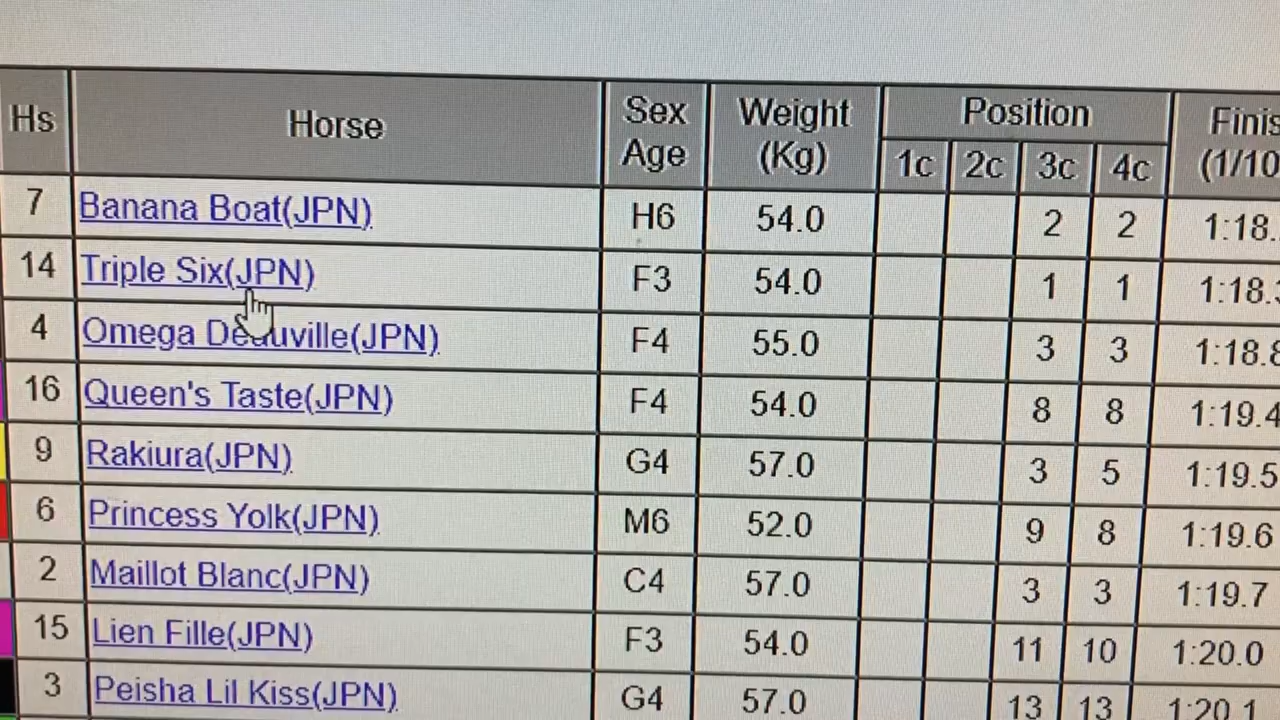 Hs Horse Sex Age Weight (Kg) Position
1c 2c 3c 4c (1/10
7 Banana Boat(JPN) H6 54.0 2 2 1:18.
14 Triple Six(JPN) F3 54.0 1 1 1:18.
4 Omega Deauville(JPN) F4 55.0 3 3 1:18.8
16 Queen's Taste(JPN) F4 54.0 8 8 1:19.4
9 Rakiura(JPN) G4 57.0 3 5 1:19.5
6 Princess Yolk(JPN) M6 52.0 9 8 1:19.6
2 Maillot Blanc(JPN) C4 57.0 3 3 1:19.7
15 Lien Fille(JPN) F3 54.0 11 10 1:20.0
3 Peisha Lil Kiss(JPN) G4 57.0 13 13 1:20.1